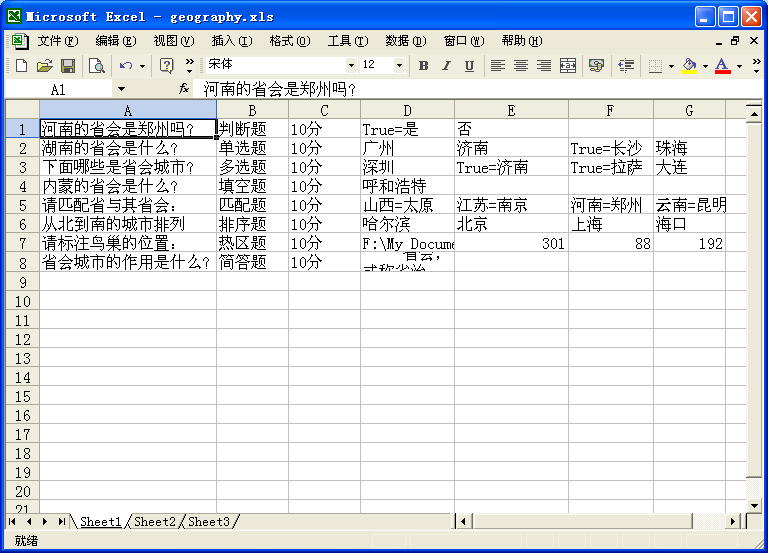 Microsoft Excel - geography.xls
文件(F) 编辑(E) 视图(V) 插入(I) 格式(O) 工具(T) 数据(D) 窗口(W) 帮助(H)
宋体 12 B I U A
A1 fx 河南的省会是郑州吗？
A B C D E F G
1 河南的省会是郑州吗？ 判断题 10分 True=是 否
2 湖南的省会是什么？ 单选题 10分 广州 济南 True=长沙 珠海
3 下面哪些是省会城市？ 多选题 10分 深圳 True=济南 True=拉萨 大连
4 内蒙的省会是什么？ 填空题 10分 呼和浩特
5 请匹配省与其省会： 匹配题 10分 山西=太原 江苏=南京 河南=郑州 云南=昆明
6 从北到南的城市排列 排序题 10分 哈尔滨 北京 上海 海口
7 请标注鸟巢的位置： 热区题 10分 F:\My Docume 301 88 192
8 省会城市的作用是什么？ 简答题 10分 省会，
9
10
11
12
13
14
15
16
17
18
19
20
21
Sheet1 Sheet2 Sheet3
就绪